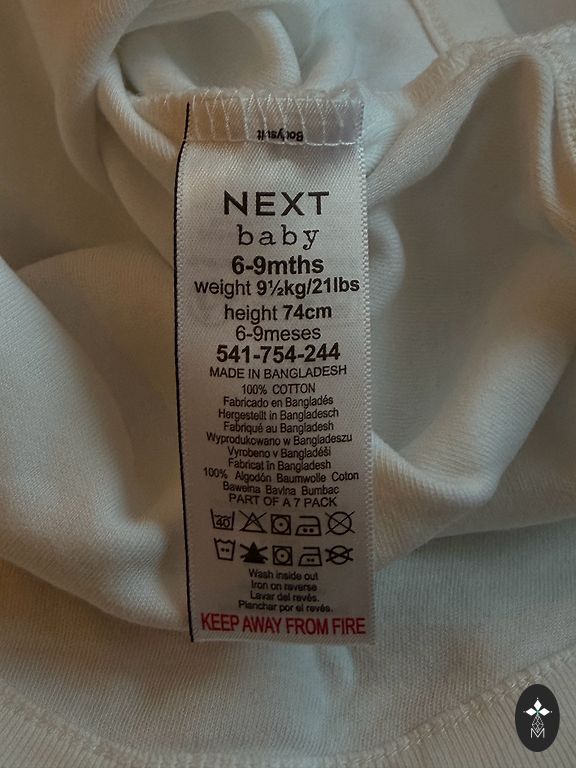 Bodysuit
NEXT
baby
6-9mths
weight 9½kg/21lbs
height 74cm
6-9meses
541-754-244
MADE IN BANGLADESH
100% COTTON
Fabricado en Bangladés
Hergestellt in Bangladesch
Fabriqué au Bangladesh
Wyprodukowano w Bangladeszu
Vyrobeno v Bangladéši
Fabricat în Bangladesh
100% Algodón Baumwolle Coton
Bawełna Bavlna Bumbac
PART OF A 7 PACK
40
Wash inside out
Iron on reverse
Lavar del revés.
Planchar por el revés.
KEEP AWAY FROM FIRE
M